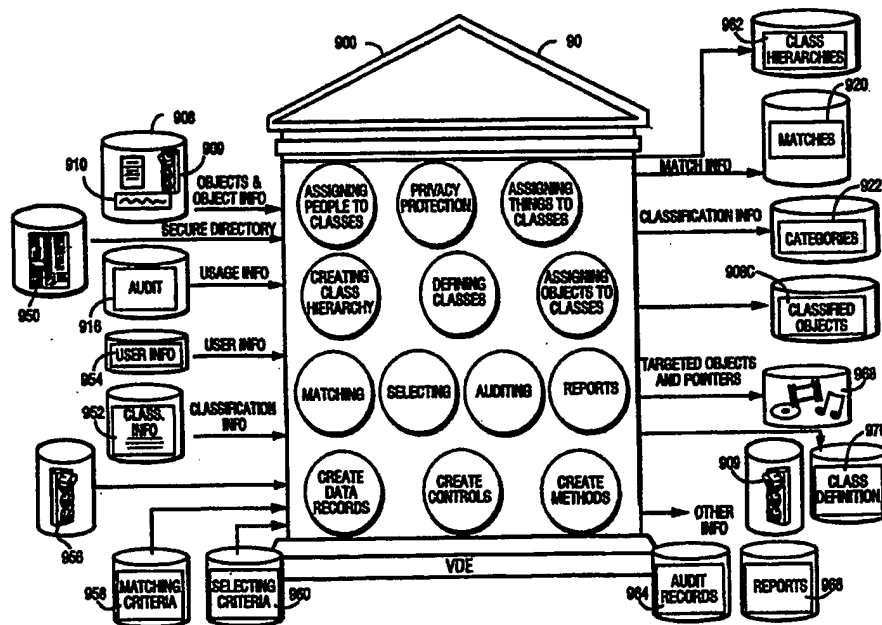 900
90
962
CLASS
HIERARCHIES
908
909
910
OBJECTS &
OBJECT INFO
SECURE DIRECTORY
950
AUDIT
916
USAGE INFO
USER INFO
954
USER INFO
952
CLASS.
INFO
CLASSIFICATION
INFO
956
MATCHING
CRITERIA
958
SELECTING
CRITERIA
960
ASSIGNING
PEOPLE TO
CLASSES
PRIVACY
PROTECTION
ASSIGNING
THINGS TO
CLASSES
CREATING
CLASS
HIERARCHY
DEFINING
CLASSES
ASSIGNING
OBJECTS TO
CLASSES
MATCHING
SELECTING
AUDITING
REPORTS
CREATE
DATA
RECORDS
CREATE
CONTROLS
CREATE
METHODS
VDE
920
MATCHES
MATCH INFO
922
CLASSIFICATION INFO
CATEGORIES
908C
CLASSIFIED
OBJECTS
TARGETED OBJECTS
AND POINTERS
968
970
909
CLASS
DEFINITION
OTHER
INFO
AUDIT
RECORDS
964
REPORTS
966